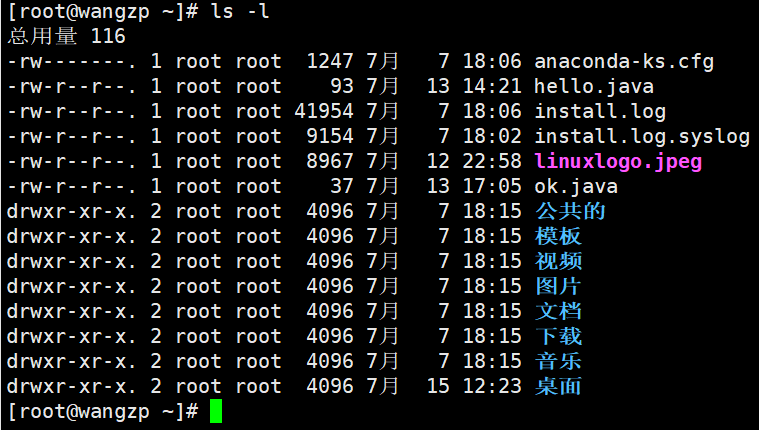 [root@wangzp ~]# ls -l
总用量 116
-rw-------. 1 root root  1247 7月   7 18:06 anaconda-ks.cfg
-rw-r--r--. 1 root root    93 7月  13 14:21 hello.java
-rw-r--r--. 1 root root 41954 7月   7 18:06 install.log
-rw-r--r--. 1 root root  9154 7月   7 18:02 install.log.syslog
-rw-r--r--. 1 root root  8967 7月  12 22:58 linuxlogo.jpeg
-rw-r--r--. 1 root root    37 7月  13 17:05 ok.java
drwxr-xr-x. 2 root root  4096 7月   7 18:15 公共的
drwxr-xr-x. 2 root root  4096 7月   7 18:15 模板
drwxr-xr-x. 2 root root  4096 7月   7 18:15 视频
drwxr-xr-x. 2 root root  4096 7月   7 18:15 图片
drwxr-xr-x. 2 root root  4096 7月   7 18:15 文档
drwxr-xr-x. 2 root root  4096 7月   7 18:15 下载
drwxr-xr-x. 2 root root  4096 7月   7 18:15 音乐
drwxr-xr-x. 2 root root  4096 7月  15 12:23 桌面
[root@wangzp ~]#